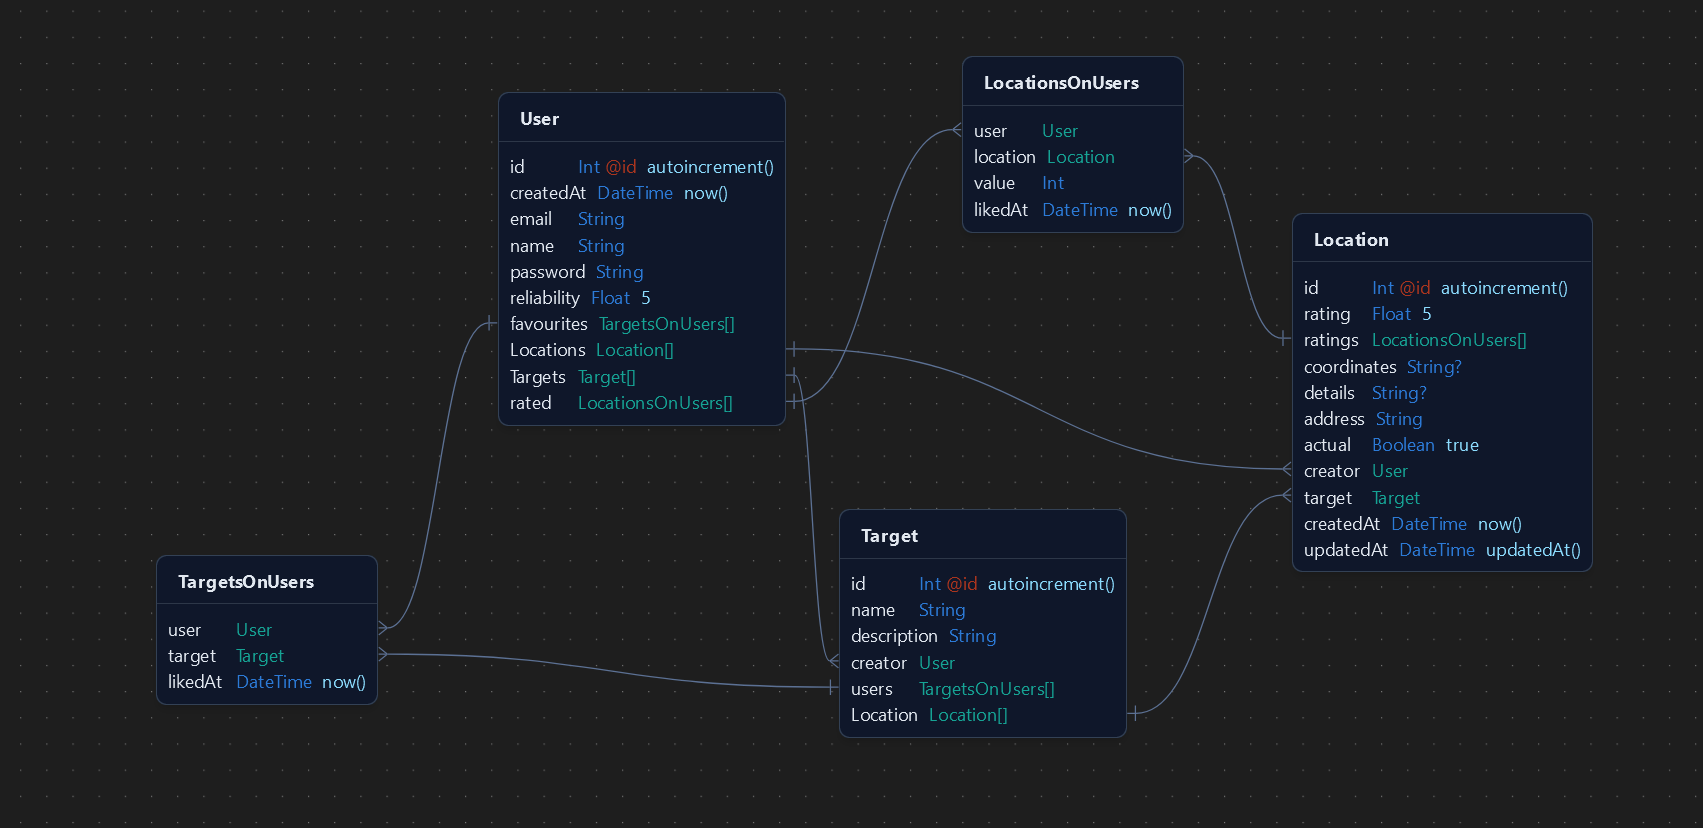 User
id Int @id autoincrement()
createdAt DateTime now()
email String
name String
password String
reliability Float 5
favourites TargetsOnUsers[]
Locations Location[]
Targets Target[]
rated LocationsOnUsers[]
LocationsOnUsers
user User
location Location
value Int
likedAt DateTime now()
Location
id Int @id autoincrement()
rating Float 5
ratings LocationsOnUsers[]
coordinates String?
details String?
address String
actual Boolean true
creator User
target Target
createdAt DateTime now()
updatedAt DateTime updatedAt()
TargetsOnUsers
user User
target Target
likedAt DateTime now()
Target
id Int @id autoincrement()
name String
description String
creator User
users TargetsOnUsers[]
Location Location[]